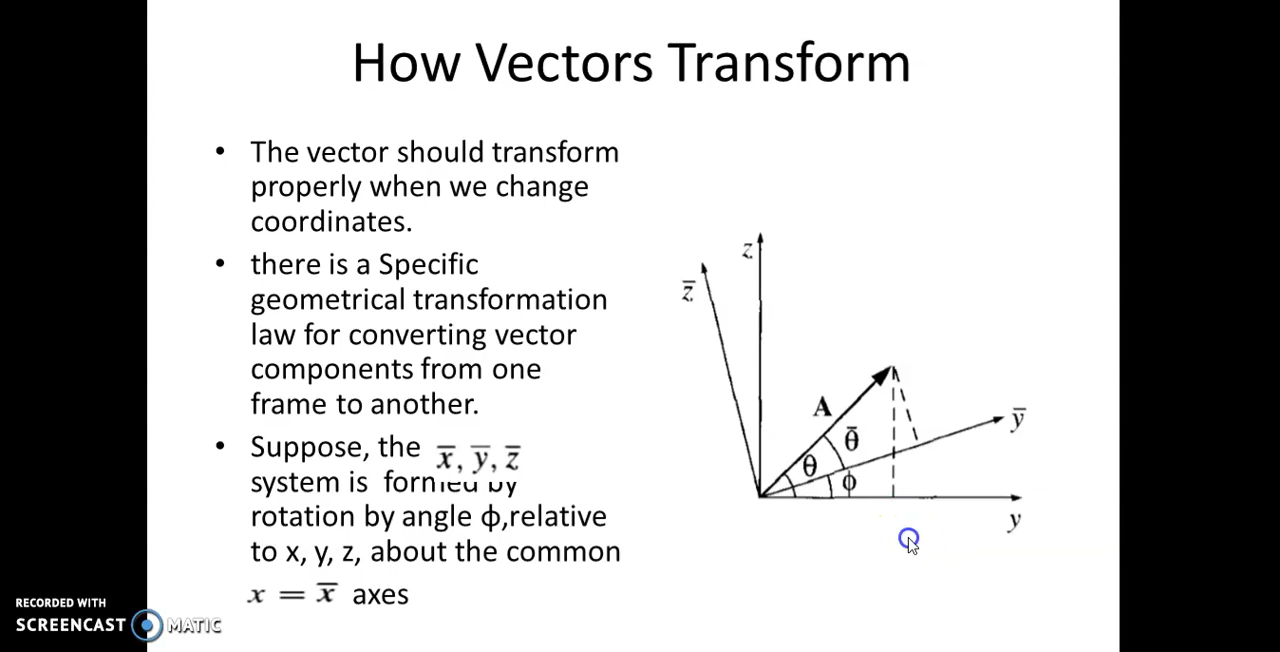 How Vectors Transform
• The vector should transform
properly when we change
coordinates.
• there is a Specific
geometrical transformation
law for converting vector
components from one
frame to another.
• Suppose, the x̅, y̅, z̅
system is formed by
rotation by angle ϕ,relative
to x, y, z, about the common
x = x̅ axes
z
z̅
A
θ̄
θ
ϕ
y̅
y
RECORDED WITH
SCREENCAST MATIC